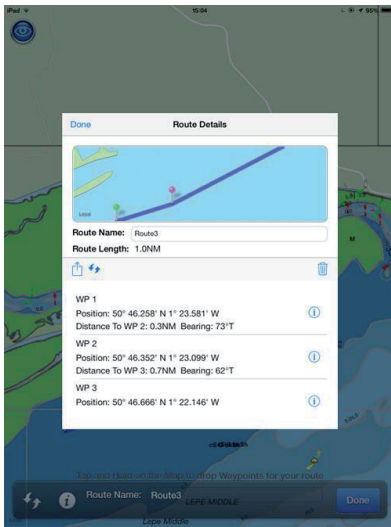 iPad 15:04 95%
Done Route Details
Lepe
Route Name: Route3
Route Length: 1.0NM
WP 1
Position: 50° 46.258' N 1° 23.581' W
Distance To WP 2: 0.3NM Bearing: 73°T
WP 2
Position: 50° 46.352' N 1° 23.099' W
Distance To WP 3: 0.7NM Bearing: 62°T
WP 3
Position: 50° 46.666' N 1° 22.146' W
M
Tap and Hold on the Map to drop Waypoints for your route
Route Name: Route3 Done
LEPE MIDDLE
Lepe Middle